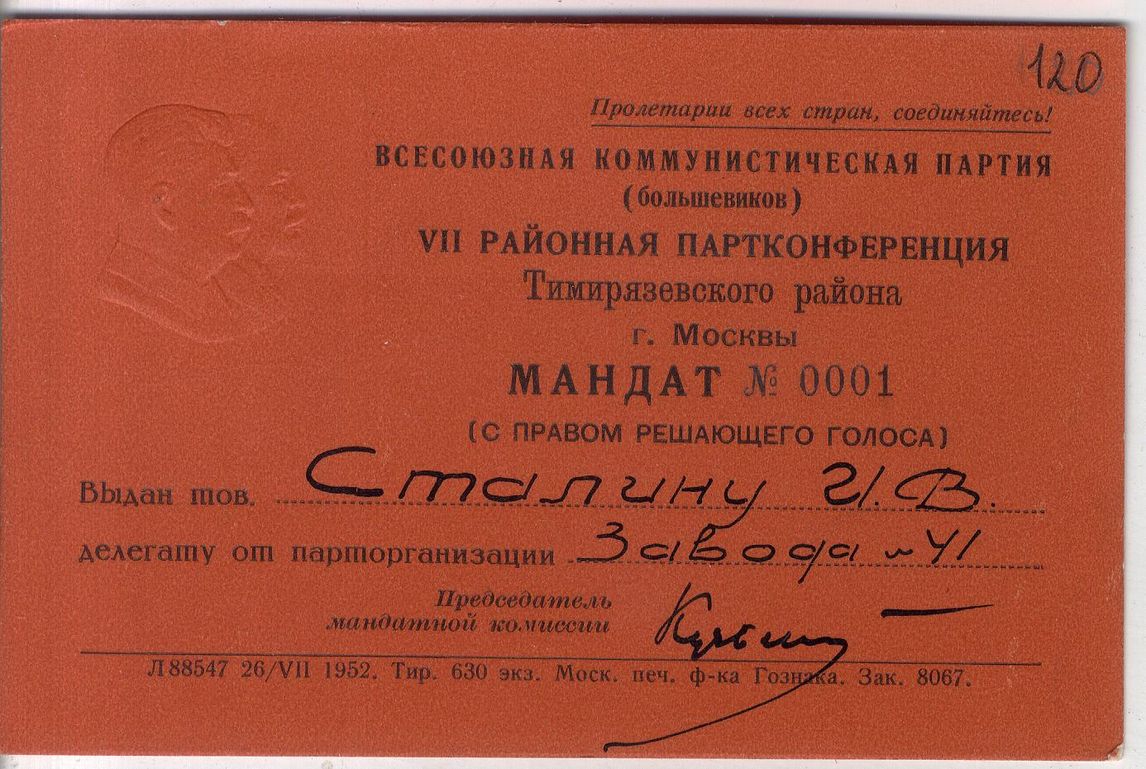 120
Пролетарии всех стран, соединяйтесь!
ВСЕСОЮЗНАЯ КОММУНИСТИЧЕСКАЯ ПАРТИЯ
(большевиков)
VII РАЙОННАЯ ПАРТКОНФЕРЕНЦИЯ
Тимирязевского района
г. Москвы
МАНДАТ № 0001
(С ПРАВОМ РЕШАЮЩЕГО ГОЛОСА)
Выдан тов. Сталину И. В.
делегату от парторганизации Завода №41
Председатель
мандатной комиссии
Л 88547 26/VII 1952. Тир. 630 экз. Моск. печ. ф-ка Гознака. Зак. 8067.